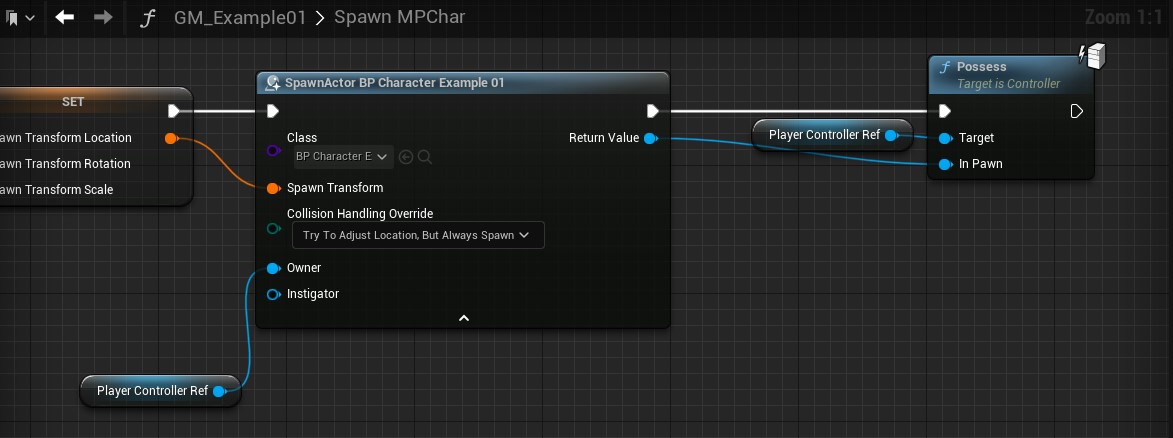 GM_Example01 > Spawn MPChar
Zoom 1:1
SET
awn Transform Location
awn Transform Rotation
awn Transform Scale
SpawnActor BP Character Example 01
Class
BP Character E
Return Value
Spawn Transform
Collision Handling Override
Try To Adjust Location, But Always Spawn
Owner
Instigator
Player Controller Ref
Player Controller Ref
Possess
Target is Controller
Target
In Pawn